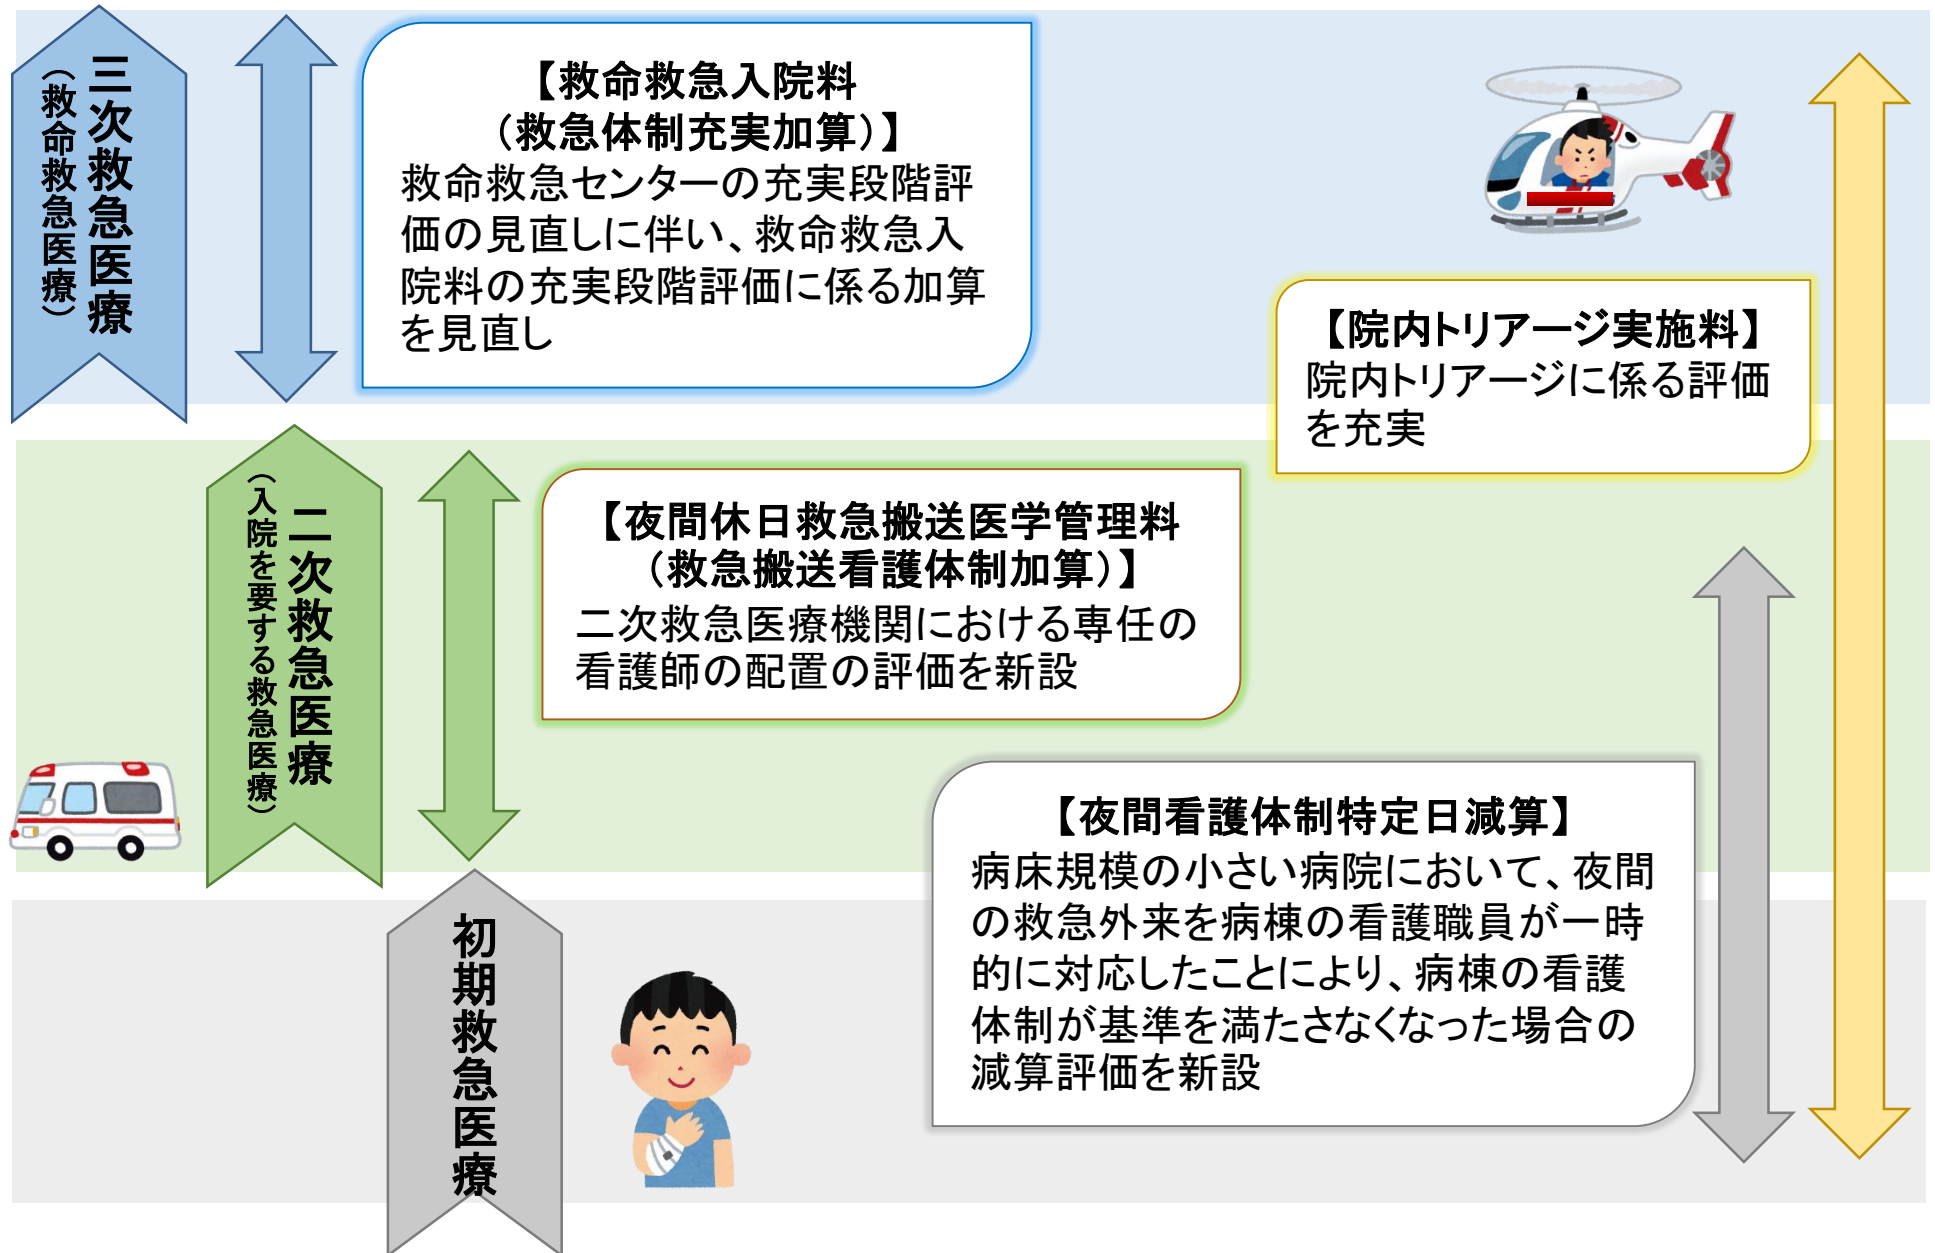 三次救急医療
（救命救急医療）
【救命救急入院料
（救急体制充実加算）】
救命救急センターの充実段階評
価の見直しに伴い、救命救急入
院料の充実段階評価に係る加算
を見直し
【院内トリアージ実施料】
院内トリアージに係る評価
を充実
二次救急医療
（入院を要する救急医療）
【夜間休日救急搬送医学管理料
（救急搬送看護体制加算）】
二次救急医療機関における専任の
看護師の配置の評価を新設
【夜間看護体制特定日減算】
病床規模の小さい病院において、夜間
の救急外来を病棟の看護職員が一時
的に対応したことにより、病棟の看護
体制が基準を満たさなくなった場合の
減算評価を新設
初期救急医療